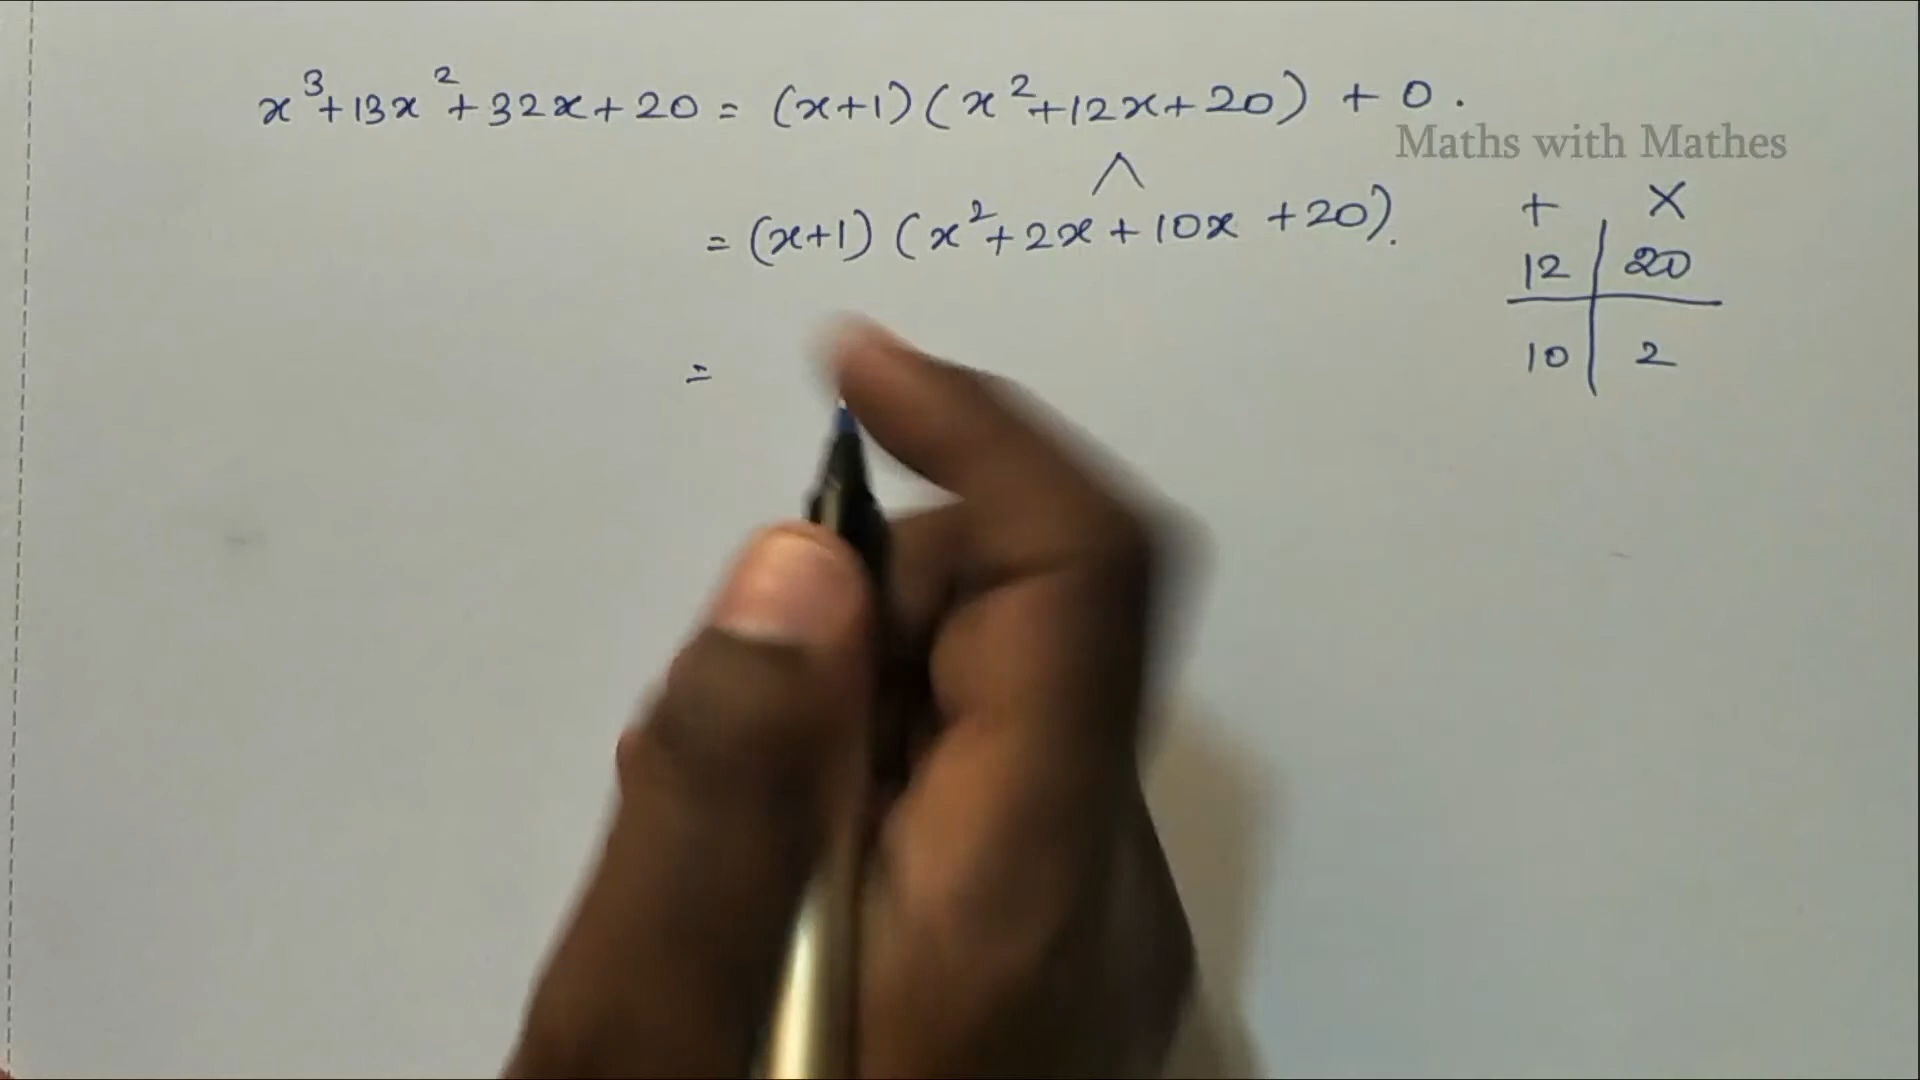 x³+13x²+32x+20 = (x+1)(x²+12x+20) + 0 .
Maths with Mathes
∧
= (x+1) (x²+2x+10x +20).
+ X
12 20
10 2
=